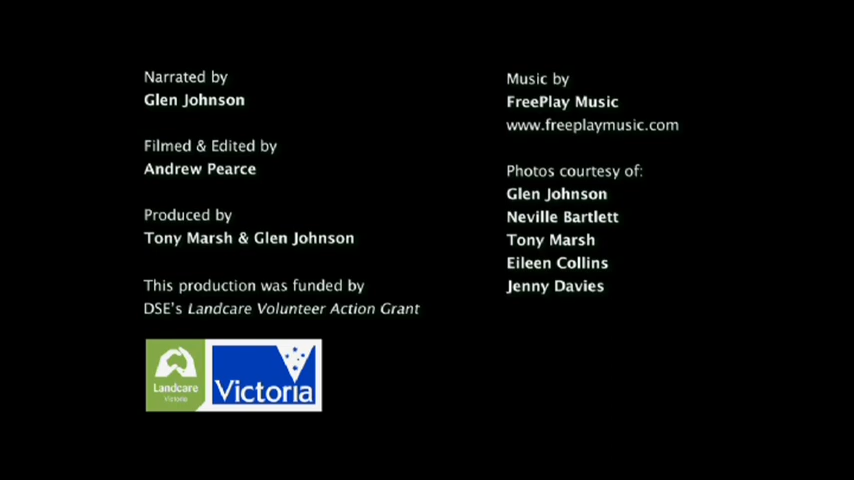 Narrated by
Glen Johnson
Filmed & Edited by
Andrew Pearce
Produced by
Tony Marsh & Glen Johnson
This production was funded by
DSE's Landcare Volunteer Action Grant
Landcare
Victoria
Victoria
Music by
FreePlay Music
www.freeplaymusic.com
Photos courtesy of:
Glen Johnson
Neville Bartlett
Tony Marsh
Eileen Collins
Jenny Davies